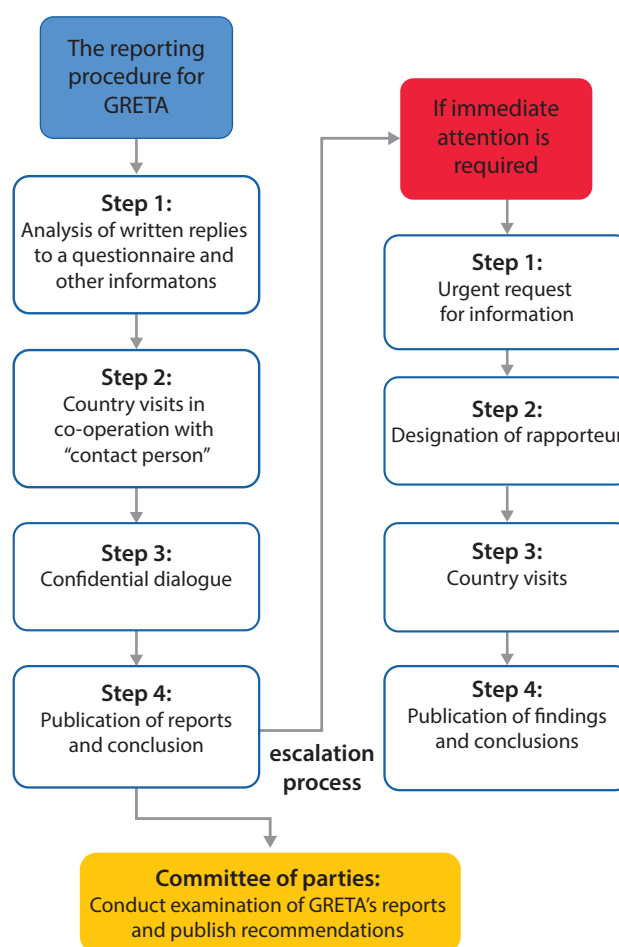 The reporting
procedure for
GRETA
Step 1:
Analysis of written replies
to a questionnaire and
other informatons
Step 2:
Country visits in
co-operation with
“contact person”
Step 3:
Confidential dialogue
Step 4:
Publication of reports
and conclusion
escalation
process
Committee of parties:
Conduct examination of GRETA’s reports
and publish recommendations
If immediate
attention is
required
Step 1:
Urgent request
for information
Step 2:
Designation of rapporteur
Step 3:
Country visits
Step 4:
Publication of findings
and conclusions